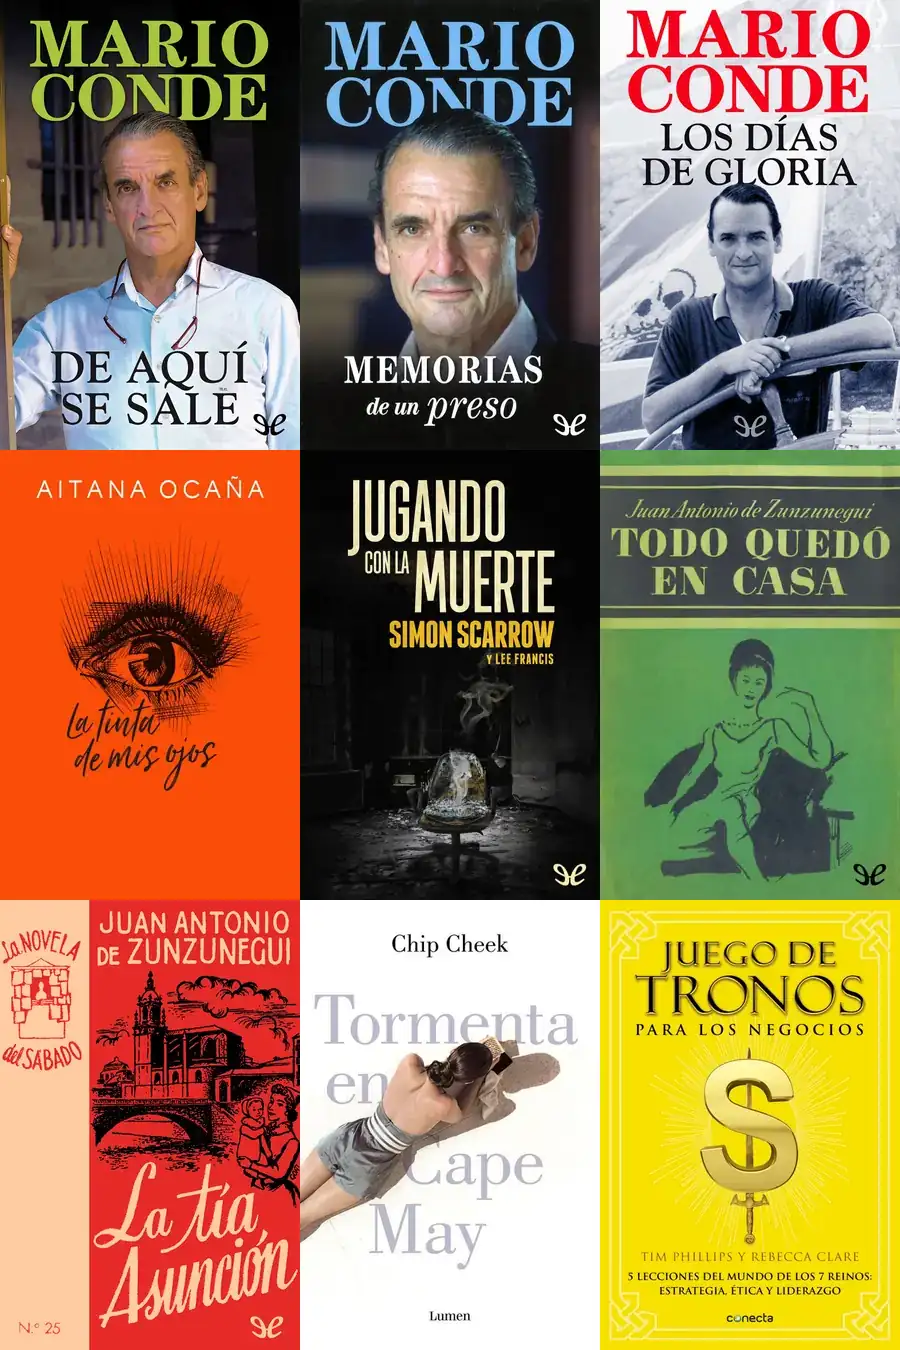 MARIO
CONDE
DE AQUÍ
SE SALE
MARIO
CONDE
MEMORIAS
de un preso
MARIO
CONDE
LOS DÍAS
DE GLORIA
AITANA OCAÑA
La tinta
de mis ojos
JUGANDO
CON LA
MUERTE
SIMON SCARROW
Y LEE FRANCIS
Juan Antonio de Zunzunegui
TODO QUEDÓ
EN CASA
La NOVELA
del SÁBADO
N.º 25
JUAN ANTONIO
DE ZUNZUNEGUI
La tía
Asunción
Chip Cheek
Tormenta
en
Cape
May
Lumen
JUEGO DE
TRONOS
PARA LOS NEGOCIOS
S
TIM PHILLIPS Y REBECCA CLARE
5 LECCIONES DEL MUNDO DE LOS 7 REINOS:
ESTRATEGIA, ÉTICA Y LIDERAZGO
conecta